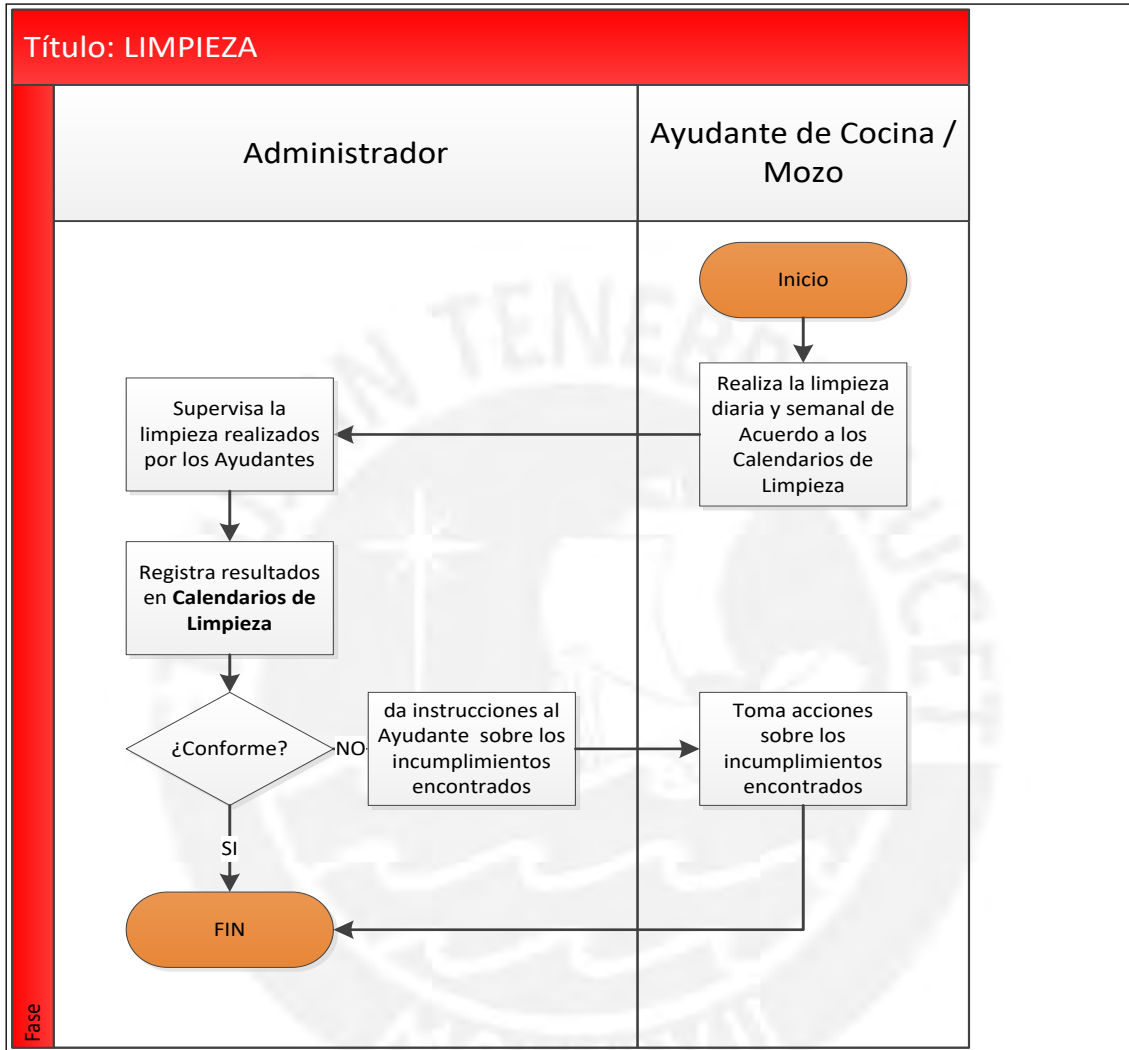 Título: LIMPIEZA
Administrador
Ayudante de Cocina /
Mozo
Inicio
Realiza la limpieza
diaria y semanal de
Acuerdo a los
Calendarios de
Limpieza
Supervisa la
limpieza realizados
por los Ayudantes
Registra resultados
en Calendarios de
Limpieza
¿Conforme?
NO
da instrucciones al
Ayudante sobre los
incumplimientos
encontrados
Toma acciones
sobre los
incumplimientos
encontrados
SI
FIN
Fase